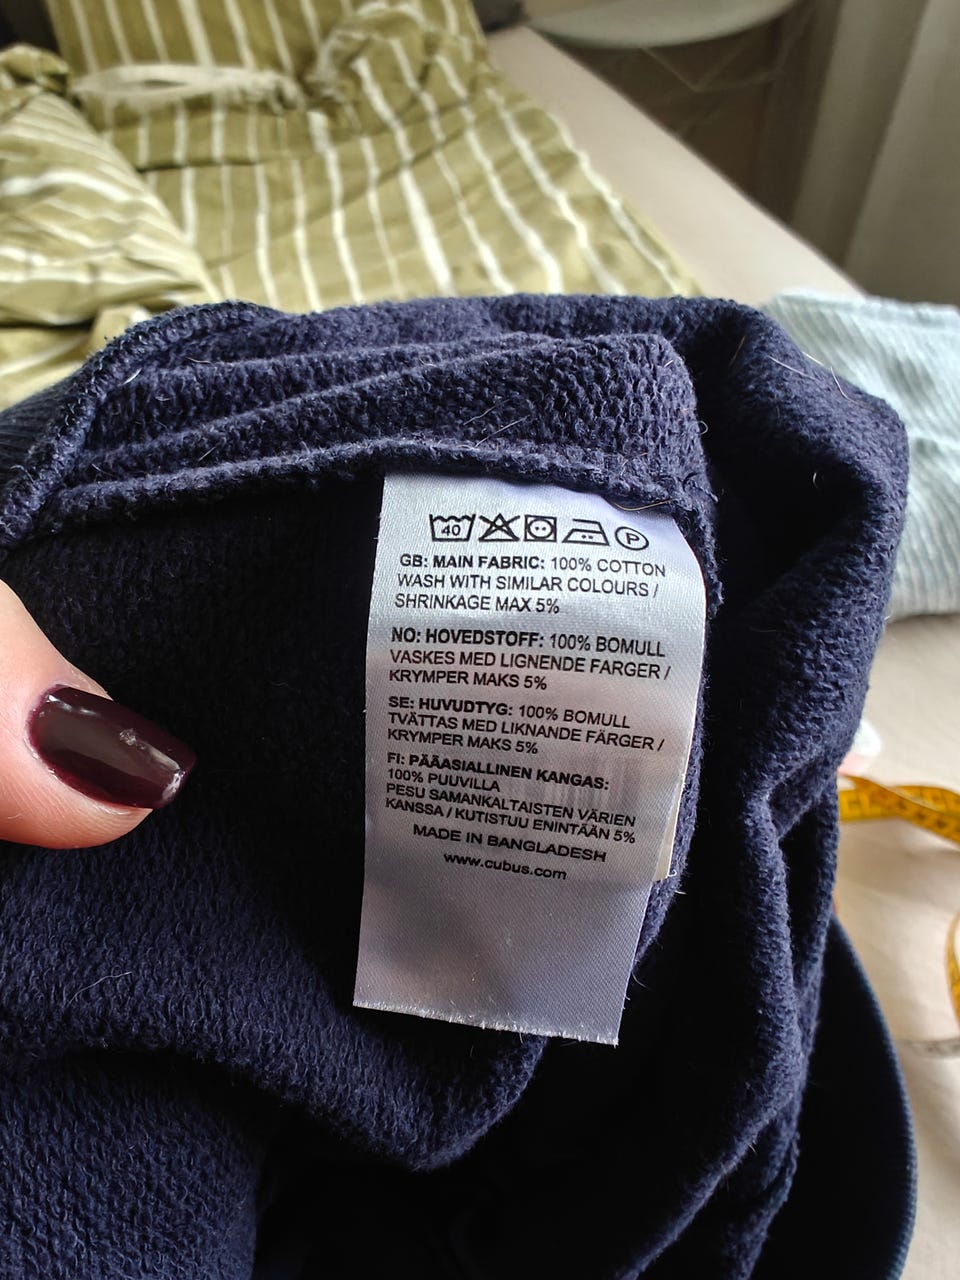 40 P
GB: MAIN FABRIC: 100% COTTON
WASH WITH SIMILAR COLOURS /
SHRINKAGE MAX 5%
NO: HOVEDSTOFF: 100% BOMULL
VASKES MED LIGNENDE FARGER /
KRYMPER MAKS 5%
SE: HUVUDTYG: 100% BOMULL
TVÄTTAS MED LIKNANDE FÄRGER /
KRYMPER MAKS 5%
FI: PÄÄASIALLINEN KANGAS:
100% PUUVILLA
PESU SAMANKALTAISTEN VÄRIEN
KANSSA / KUTISTUU ENINTÄÄN 5%
MADE IN BANGLADESH
www.cubus.com